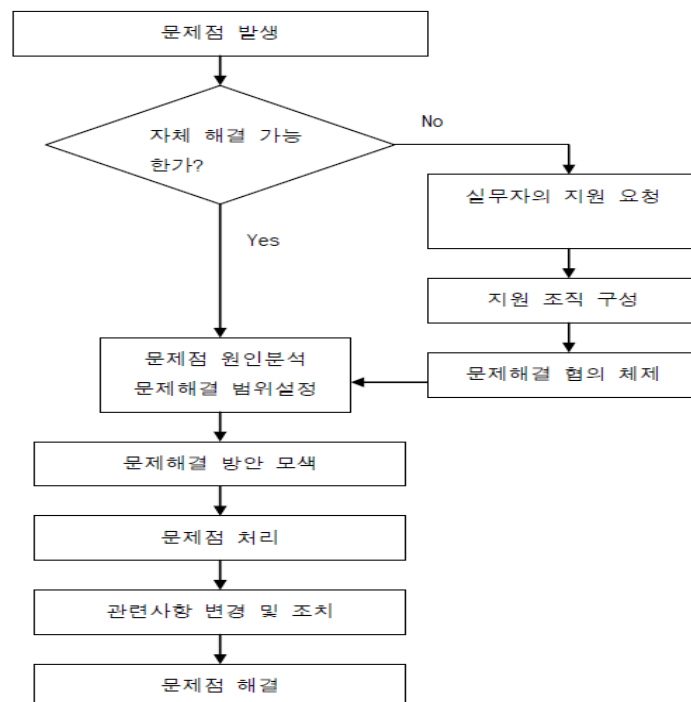 문제점 발생
자체 해결 가능
한가?
No
실무자의 지원 요청
Yes
지원 조직 구성
문제점 원인분석
문제해결 범위설정
문제해결 협의 체제
문제해결 방안 모색
문제점 처리
관련사항 변경 및 조치
문제점 해결